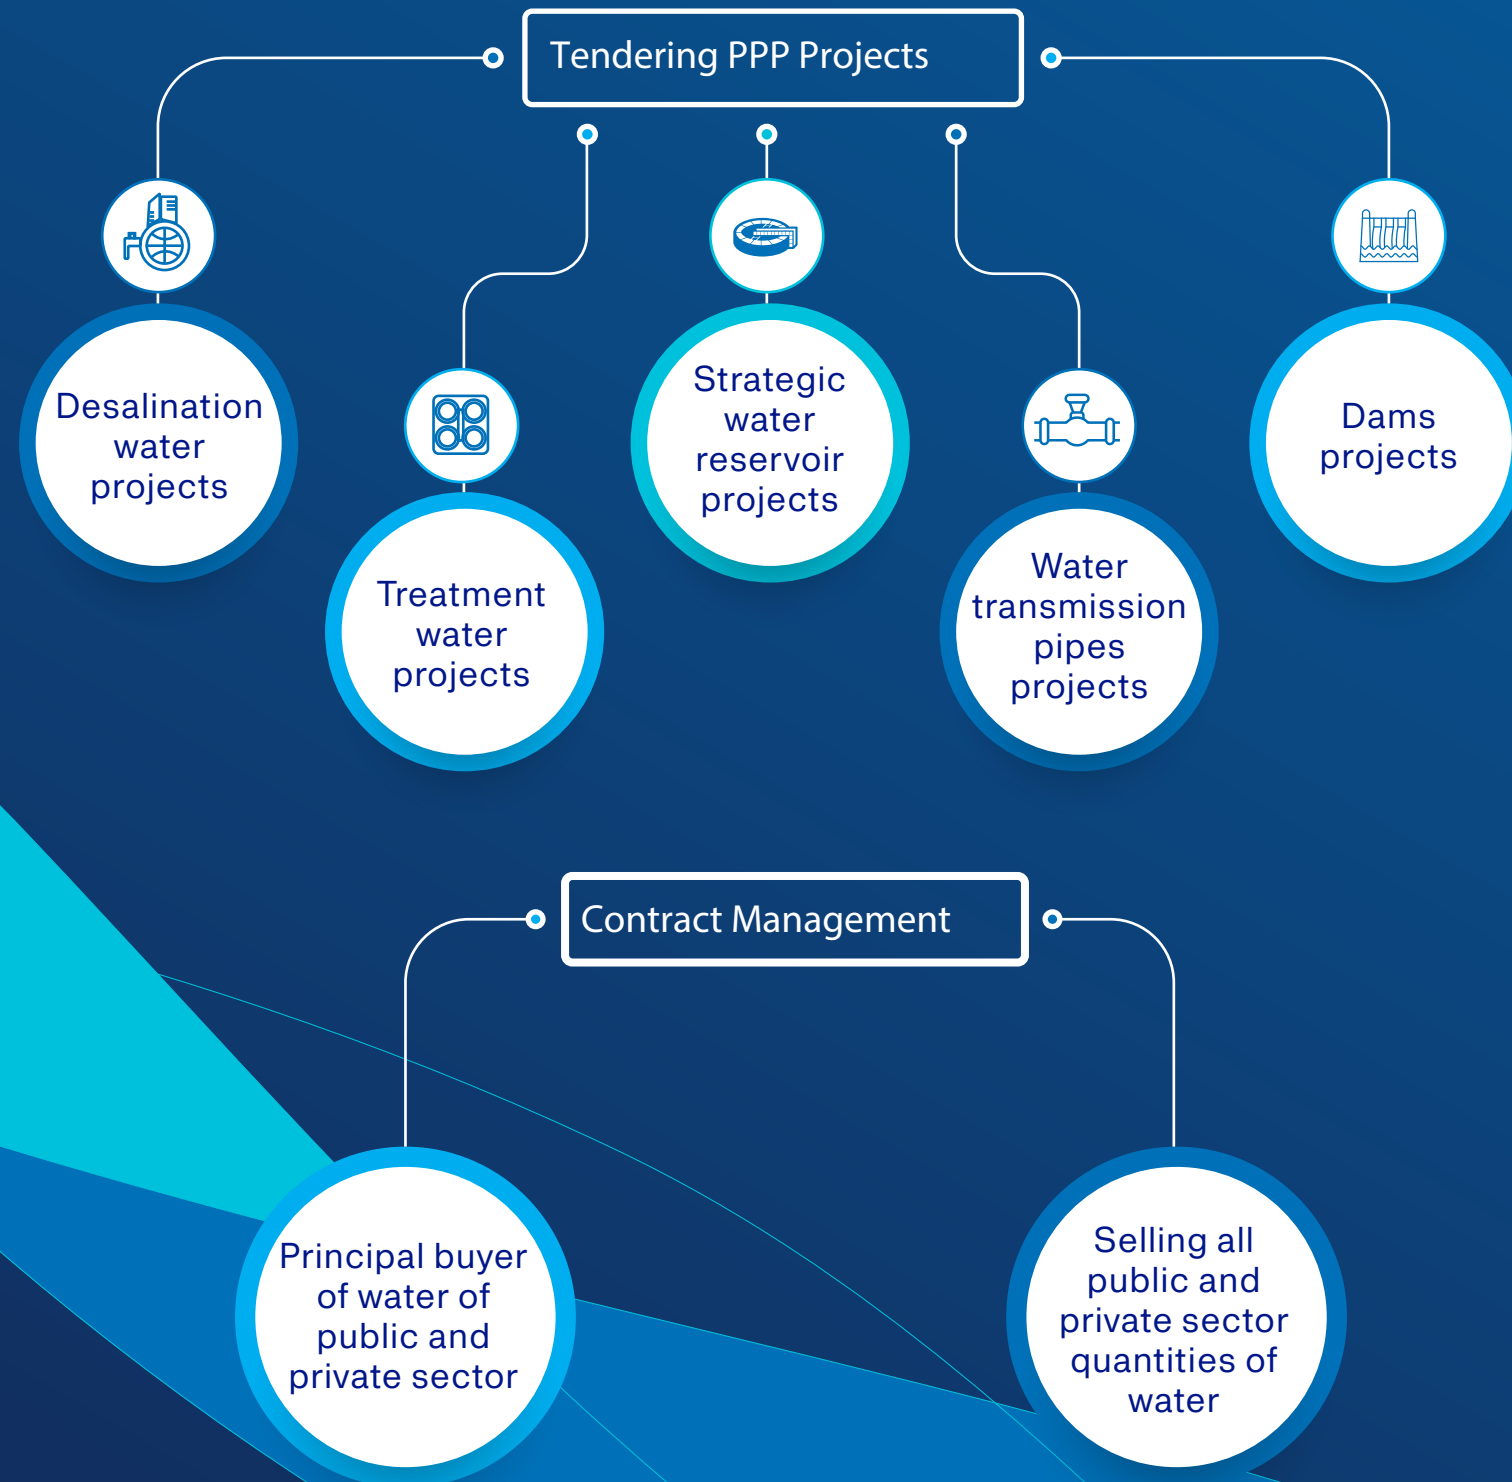 Tendering PPP Projects
Desalination
water
projects
Treatment
water
projects
Strategic
water
reservoir
projects
Water
transmission
pipes
projects
Dams
projects
Contract Management
Principal buyer
of water of
public and
private sector
Selling all
public and
private sector
quantities of
water